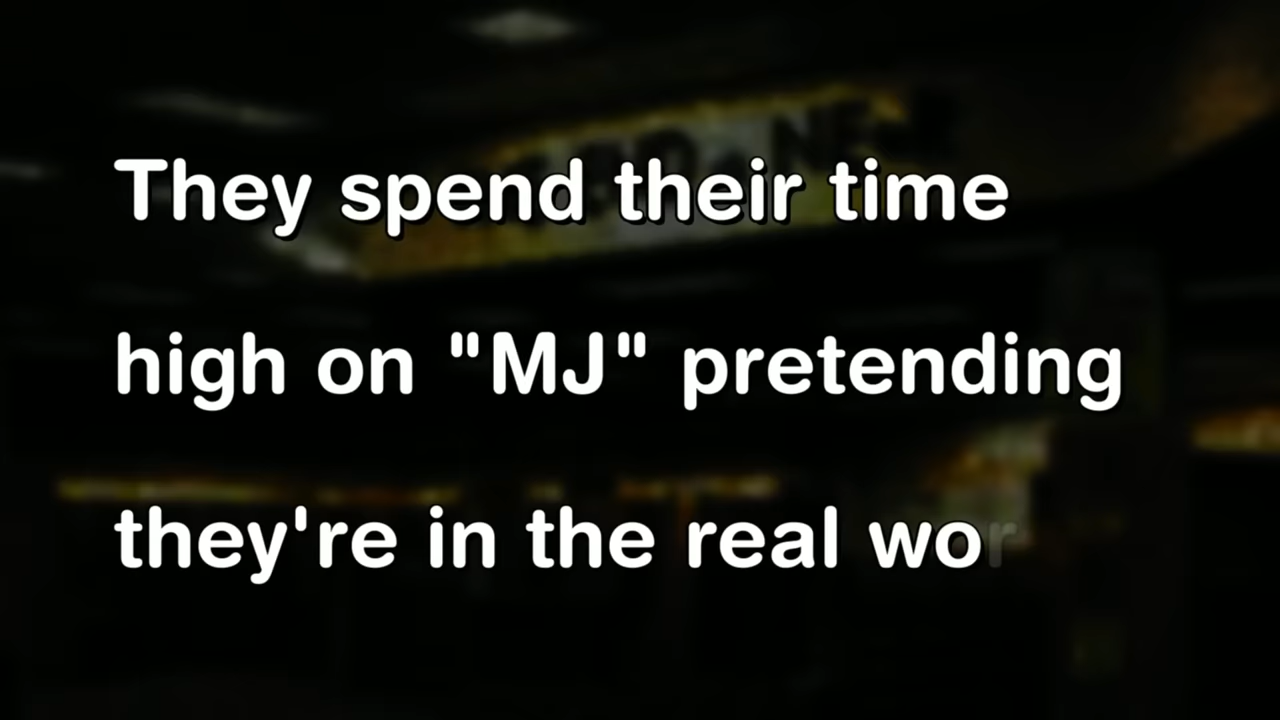 They spend their time
high on "MJ" pretending
they're in the real wor